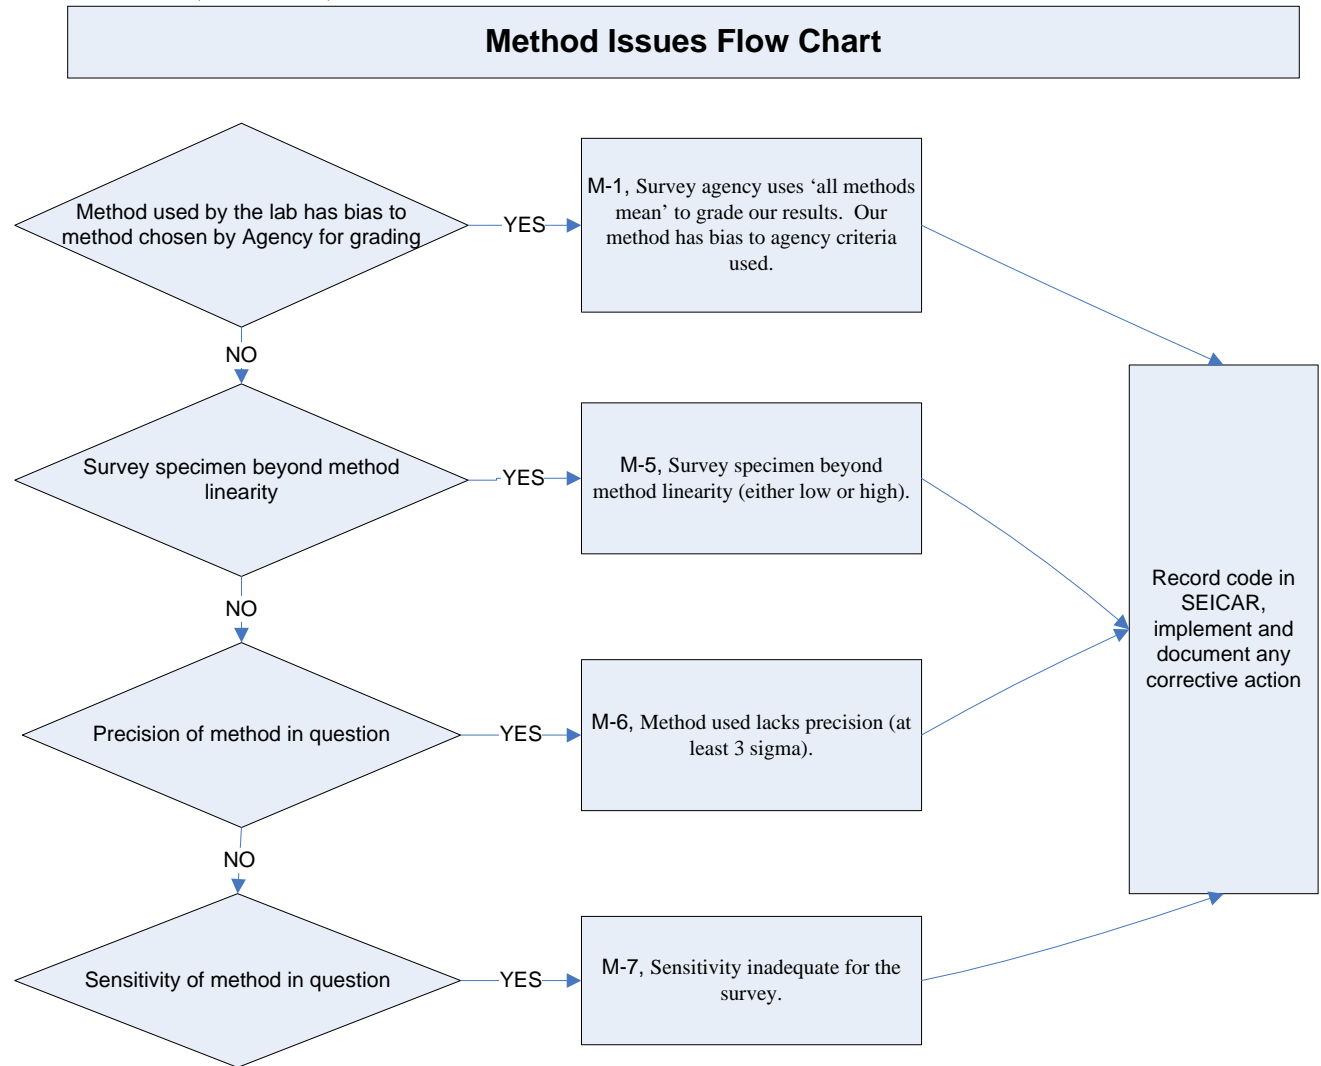 Method Issues Flow Chart
Method used by the lab has bias to
method chosen by Agency for grading
YES
M-1, Survey agency uses ‘all methods
mean’ to grade our results.  Our
method has bias to agency criteria
used.
NO
Survey specimen beyond method
linearity
YES
M-5, Survey specimen beyond
method linearity (either low or high).
NO
Record code in
SEICAR,
implement and
document any
corrective action
Precision of method in question
YES
M-6, Method used lacks precision (at
least 3 sigma).
NO
Sensitivity of method in question
YES
M-7, Sensitivity inadequate for the
survey.